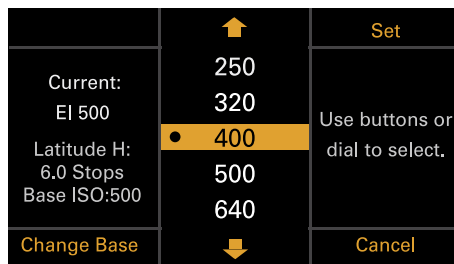 Set
Current:
EI 500
Latitude H:
6.0 Stops
Base ISO:500
250
320
400
500
640
Use buttons or
dial to select.
Change Base
Cancel